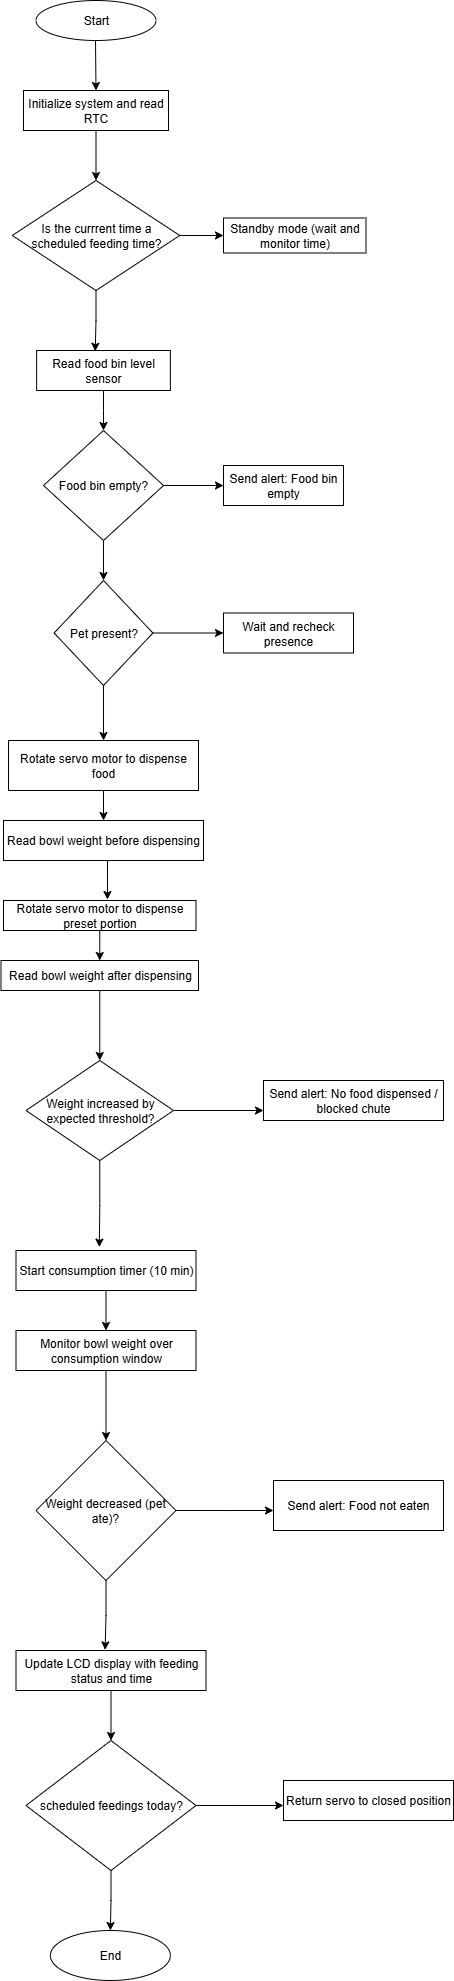 Start
Initialize system and read
RTC
Is the currrent time a
scheduled feeding time?
Standby mode (wait and
monitor time)
Read food bin level
sensor
Food bin empty?
Send alert: Food bin
empty
Pet present?
Wait and recheck
presence
Rotate servo motor to dispense
food
Read bowl weight before dispensing
Rotate servo motor to dispense
preset portion
Read bowl weight after dispensing
Weight increased by
expected threshold?
Send alert: No food dispensed /
blocked chute
Start consumption timer (10 min)
Monitor bowl weight over
consumption window
Weight decreased (pet
ate)?
Send alert: Food not eaten
Update LCD display with feeding
status and time
scheduled feedings today?
Return servo to closed position
End